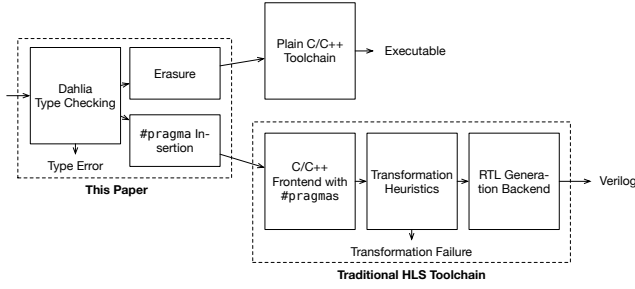 Dahlia
Type Checking
Type Error
Erasure
#pragma In-
sertion
This Paper
Plain C/C++
Toolchain
Executable
C/C++
Frontend with
#pragmas
Transformation
Heuristics
Transformation Failure
RTL Genera-
tion Backend
Verilog
Traditional HLS Toolchain